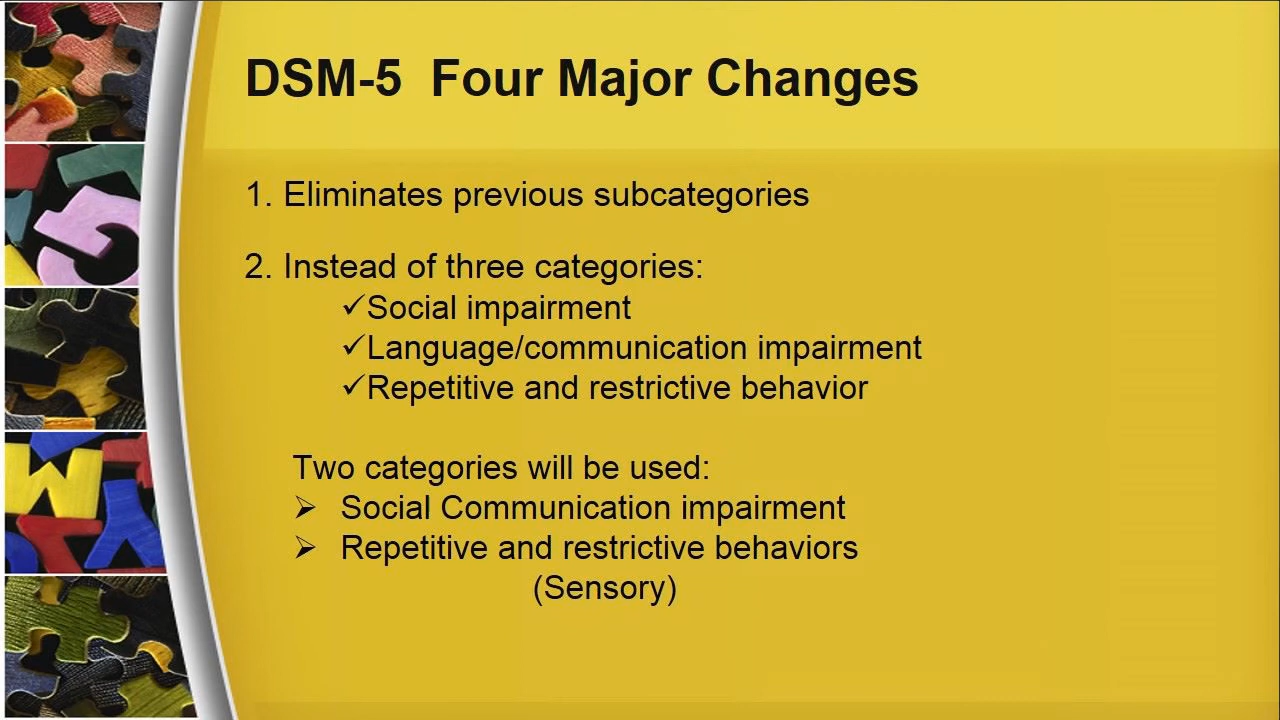 DSM-5  Four Major Changes
1. Eliminates previous subcategories
2. Instead of three categories:
✓Social impairment
✓Language/communication impairment
✓Repetitive and restrictive behavior
Two categories will be used:
➢ Social Communication impairment
➢ Repetitive and restrictive behaviors
(Sensory)